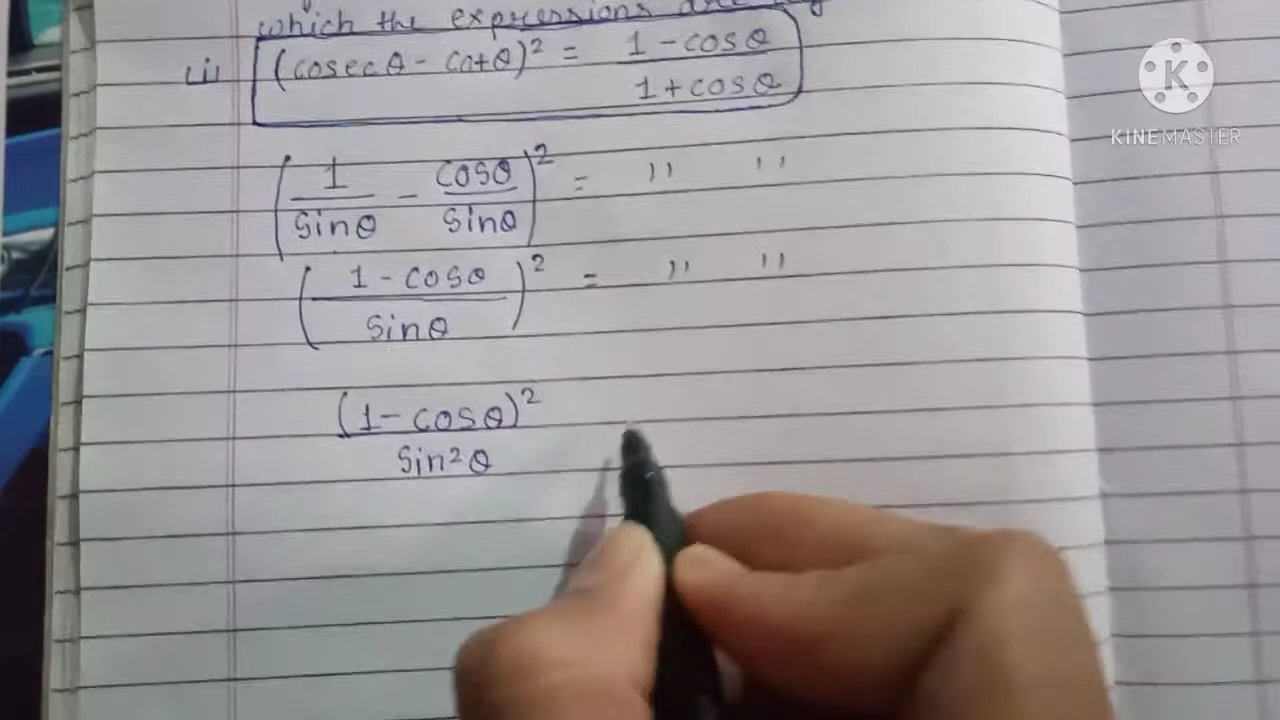 which the expressions are
(i) (cosecθ - cotθ)² = 1 - cosθ / 1 + cosθ
(1/sinθ - cosθ/sinθ)² = " "
(1 - cosθ / sinθ)² = " "
(1 - cosθ)² / sin²θ
K
KINEMASTER